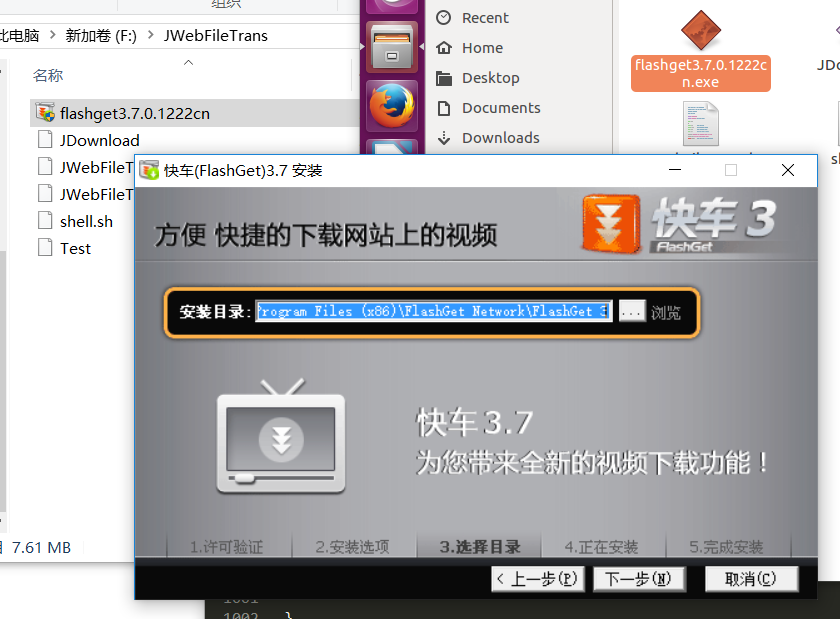 组织
此电脑 > 新加卷 (F:) > JWebFileTrans
名称
flashget3.7.0.1222cn
JDownload
JWebFileT
JWebFileT
shell.sh
Test
7.61 MB
Recent
Home
Desktop
Documents
Downloads
flashget3.7.0.1222c
n.exe
JDo
快车(FlashGet)3.7 安装
方便 快捷的下载网站上的视频
快车 3
FlashGet
安装目录:
Program Files (x86)\FlashGet Network\FlashGet 3
...
浏览
快车 3.7
为您带来全新的视频下载功能！
1.许可验证
2.安装选项
3.选择目录
4.正在安装
5.完成安装
< 上一步(P)
下一步(N)
取消(C)
1002 }